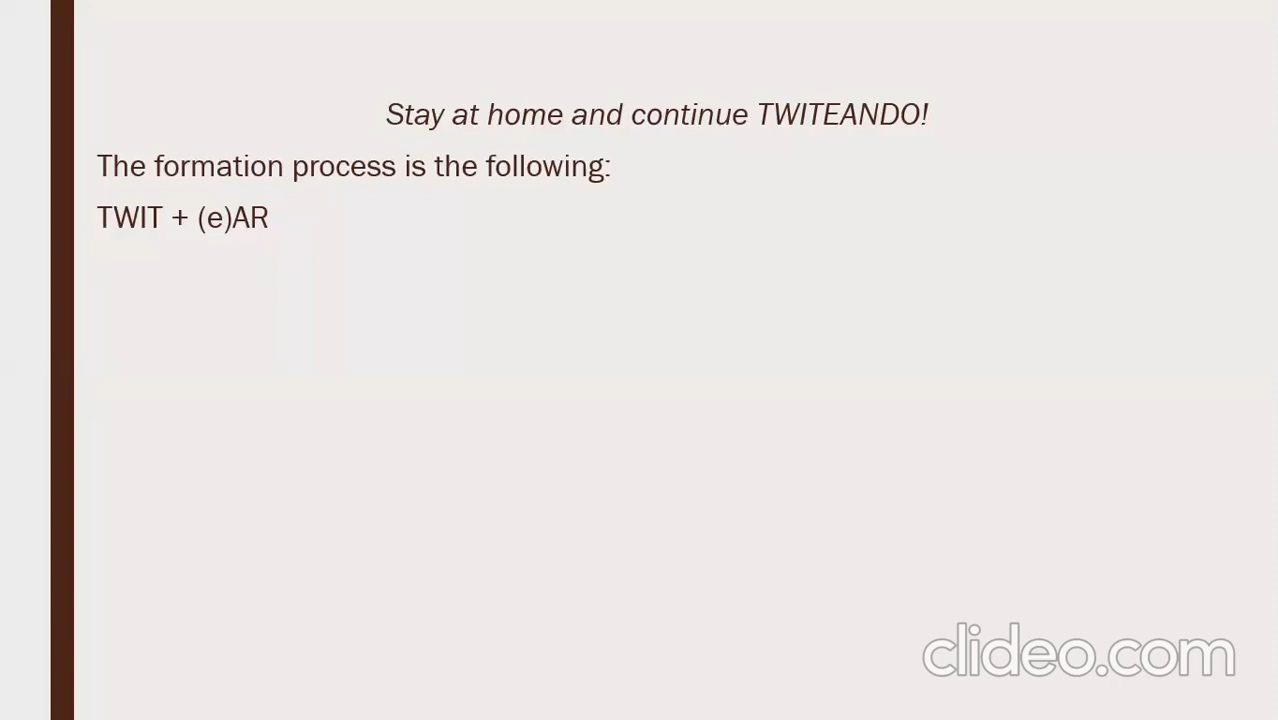 Stay at home and continue TWITEANDO!
The formation process is the following:
TWIT + (e)AR
clideo.com